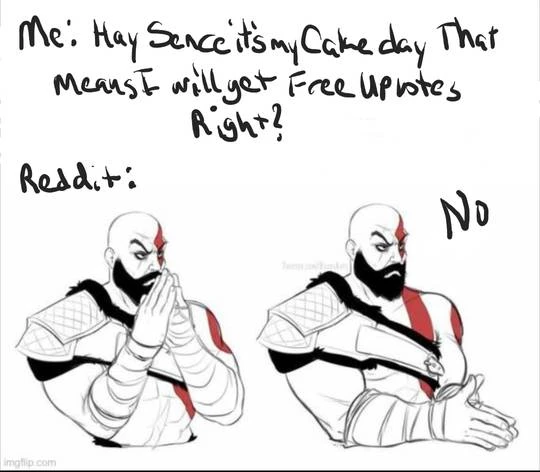 Me: Hay Sence it's my Cake day That
Means I will get Free Upvotes
Right?
Reddit:
No
imgflip.com